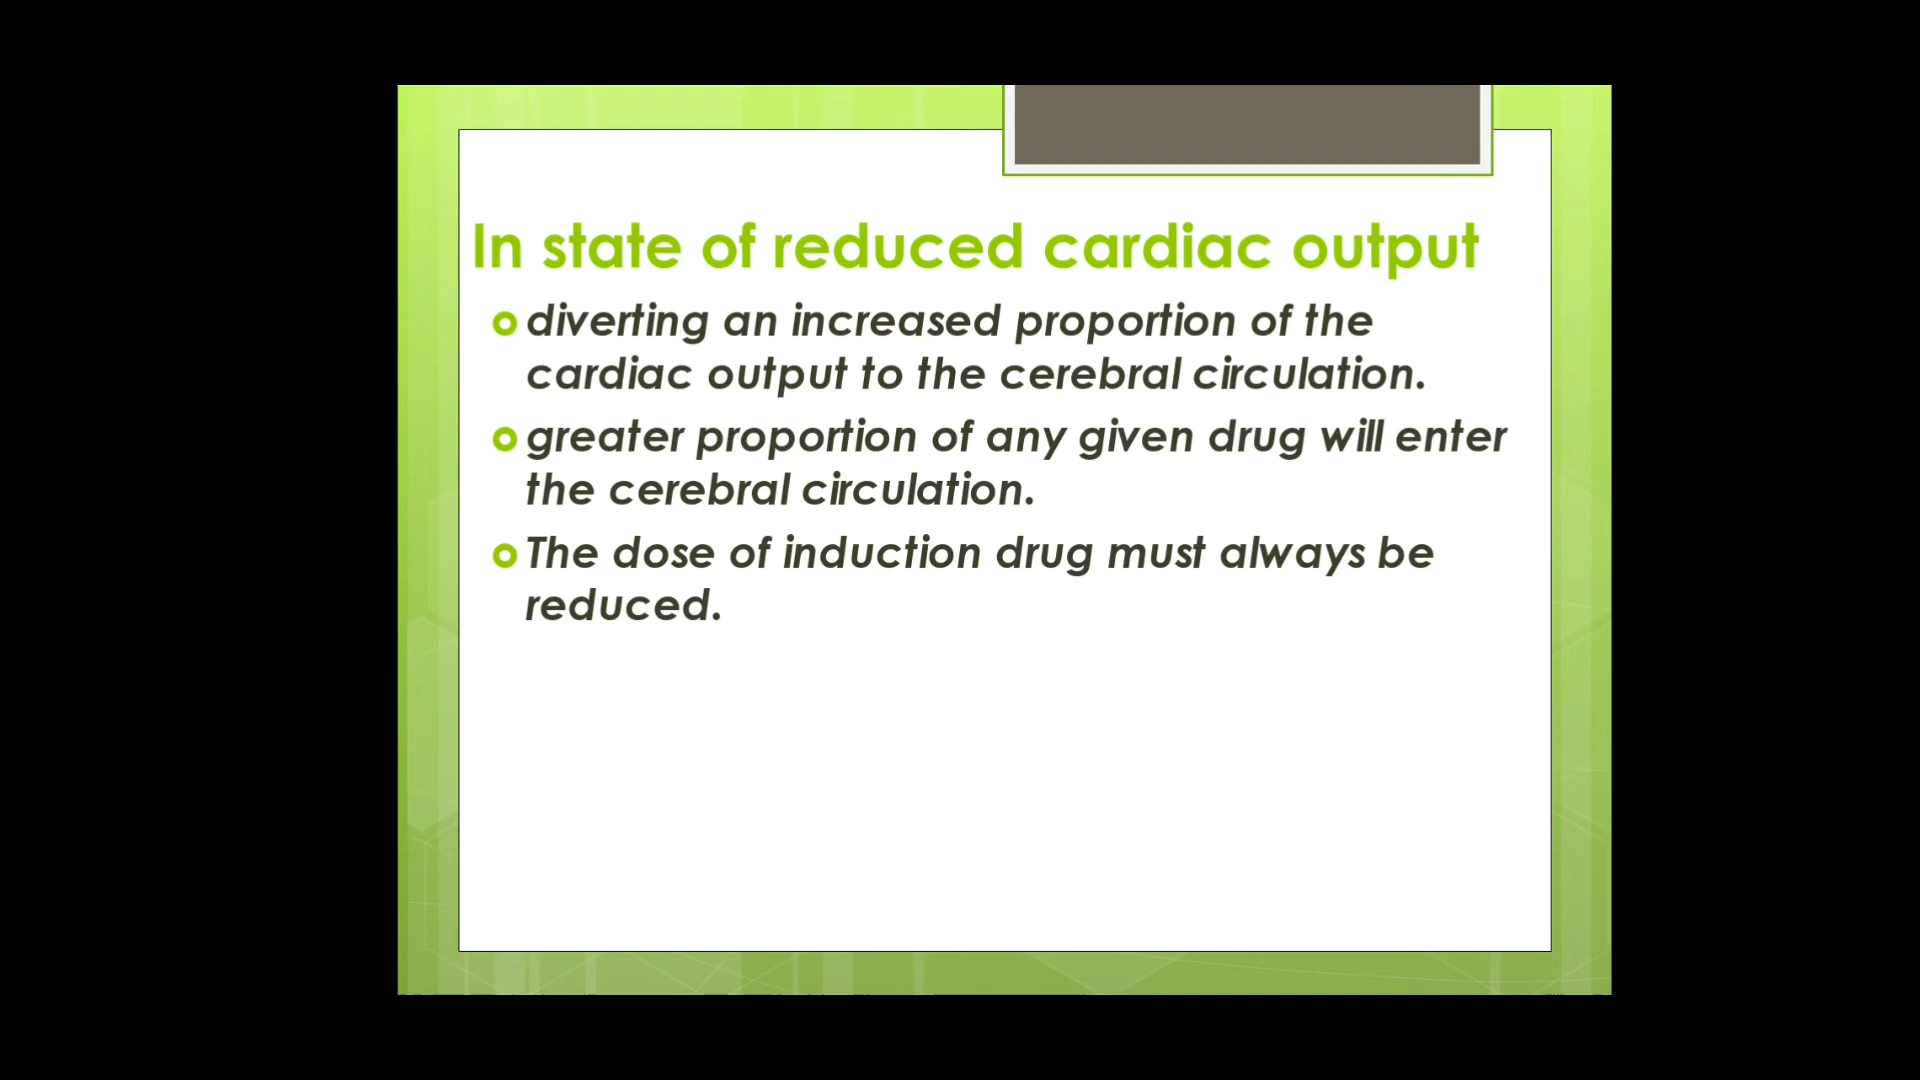 In state of reduced cardiac output
diverting an increased proportion of the
cardiac output to the cerebral circulation.
greater proportion of any given drug will enter
the cerebral circulation.
The dose of induction drug must always be
reduced.